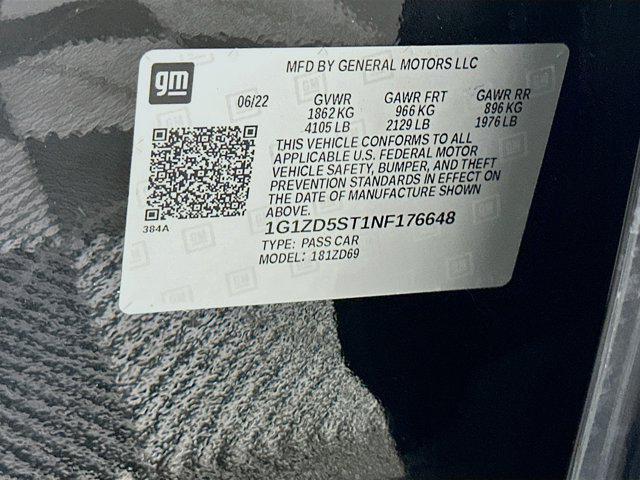 gm
MFD BY GENERAL MOTORS LLC
06/22 GVWR GAWR FRT GAWR RR
1862 KG 966 KG 896 KG
4105 LB 2129 LB 1976 LB
THIS VEHICLE CONFORMS TO ALL
APPLICABLE U.S. FEDERAL MOTOR
VEHICLE SAFETY, BUMPER, AND THEFT
PREVENTION STANDARDS IN EFFECT ON
THE DATE OF MANUFACTURE SHOWN
ABOVE.
384A
1G1ZD5ST1NF176648
TYPE: PASS CAR
MODEL: 181ZD69